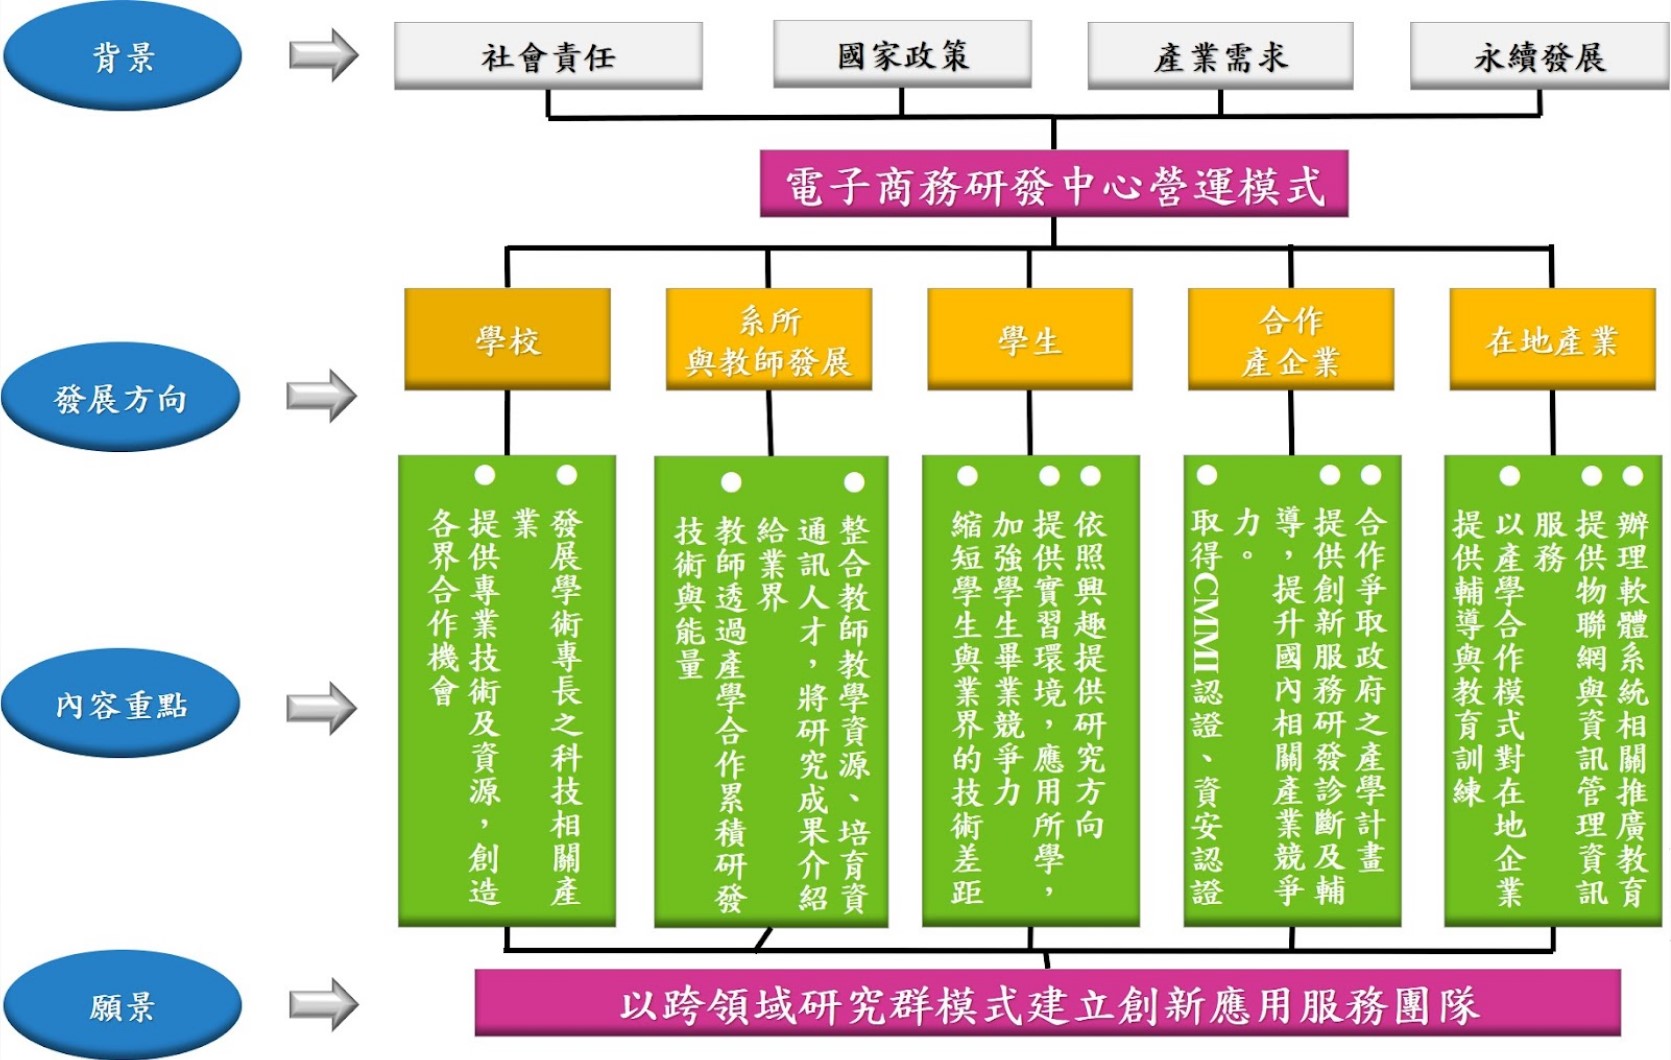 背景
社會責任
國家政策
產業需求
永續發展
電子商務研發中心營運模式
發展方向
學校
系所
與教師發展
學生
合作
產企業
在地產業
內容重點
發展學術專長之科技相關產
業
提供專業技術及資源，創造
各界合作機會
整合教師教學資源、培育資
通訊人才，將研究成果介紹
給業界
教師透過產學合作累積研發
技術與能量
依照興趣提供研究方向
提供實習環境，應用所學，
加強學生畢業競爭力
縮短學生與業界的技術差距
合作爭取政府之產學計畫
提供創新服務研發診斷及輔
導，提升國內相關產業競爭
力。
取得CMMI認證、資安認證
辦理軟體系統相關推廣教育
提供物聯網與資訊管理資訊
服務
以產學合作模式對在地企業
提供輔導與教育訓練
願景
以跨領域研究群模式建立創新應用服務團隊